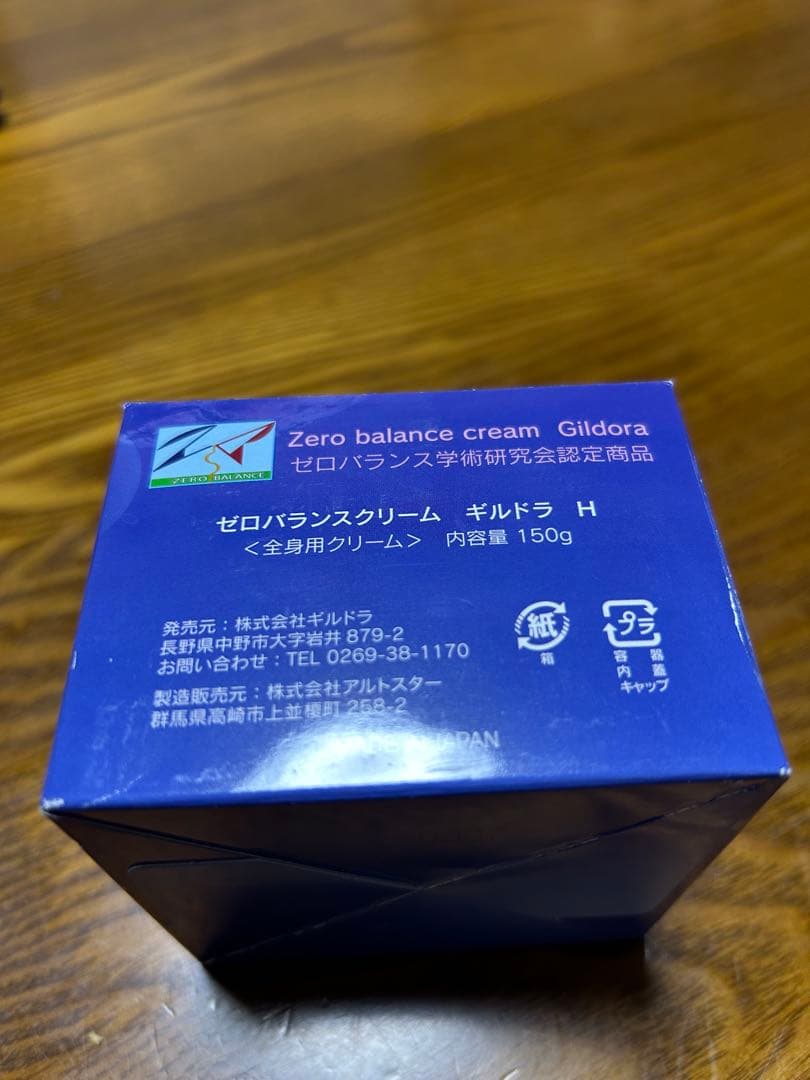 ZERO BALANCE
Zero balance cream Gildora
ゼロバランス学術研究会認定商品
ゼロバランスクリーム ギルドラ H
＜全身用クリーム＞ 内容量 150g
発売元：株式会社ギルドラ
長野県中野市大字岩井 879-2
お問い合わせ：TEL 0269-38-1170
製造販売元：株式会社アルトスター
群馬県高崎市上並榎町 258-2
JAPAN
紙
箱
プラ
容器
内蓋
キャップ